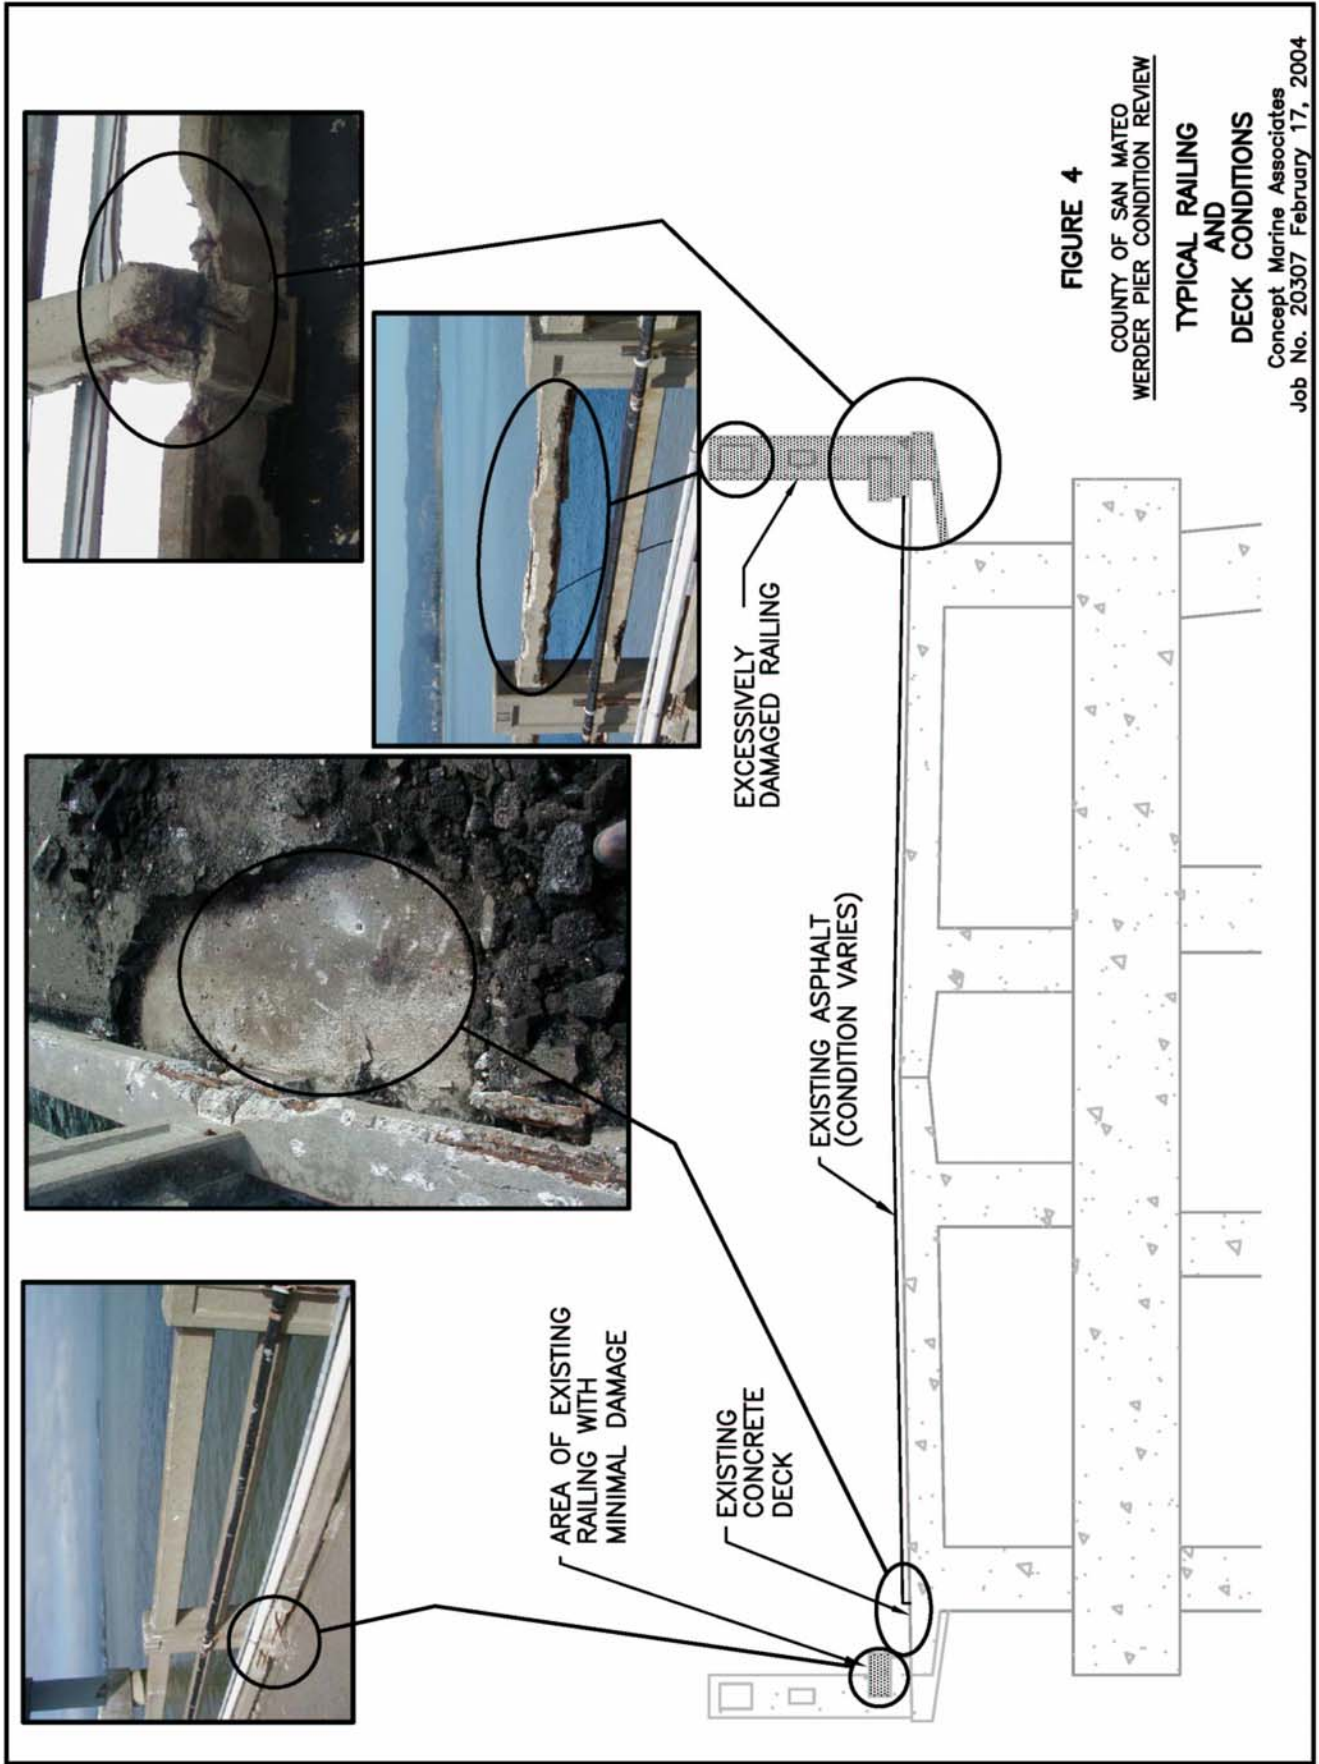 AREA OF EXISTING
RAILING WITH
MINIMAL DAMAGE
EXISTING
CONCRETE
DECK
EXISTING ASPHALT
(CONDITION VARIES)
EXCESSIVELY
DAMAGED RAILING
FIGURE 4
COUNTY OF SAN MATEO
WERDER PIER CONDITION REVIEW
TYPICAL RAILING
AND
DECK CONDITIONS
Concept Marine Associates
Job No. 20307 February 17, 2004